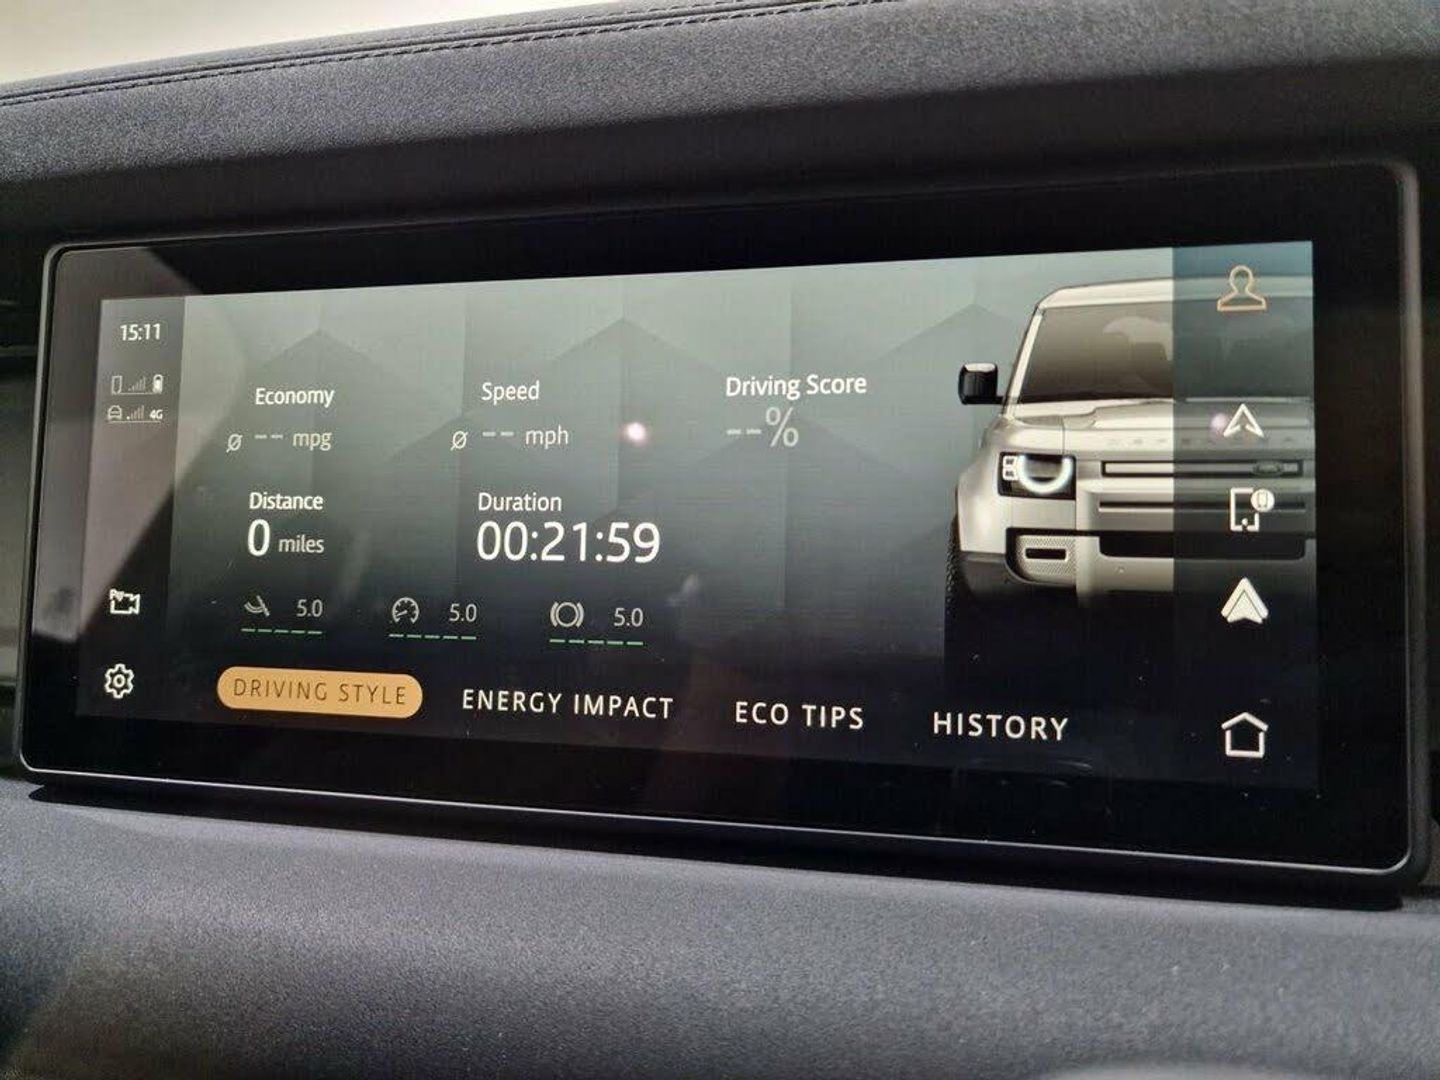 15:11
4G
Economy
Ø -- mpg
Speed
Ø -- mph
Driving Score
--%
Distance
0 miles
Duration
00:21:59
5.0
5.0
5.0
DRIVING STYLE
ENERGY IMPACT
ECO TIPS
HISTORY